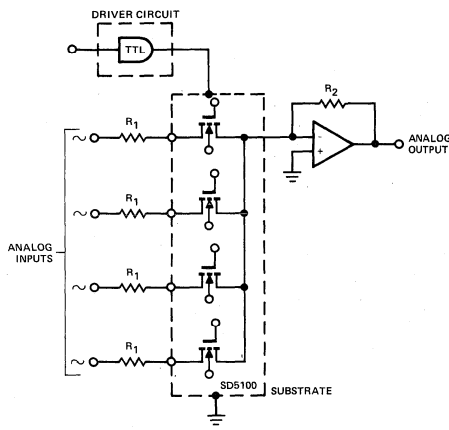 DRIVER CIRCUIT
TTL
R2
R1
-
+
ANALOG
OUTPUT
R1
ANALOG
INPUTS
R1
R1
SD5100
SUBSTRATE